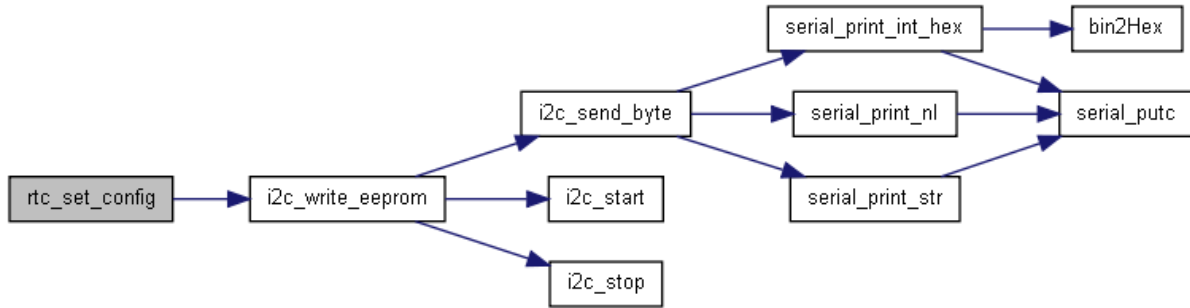 serial_print_int_hex
bin2Hex
i2c_send_byte
serial_print_nl
serial_putc
rtc_set_config
i2c_write_eeprom
i2c_start
serial_print_str
i2c_stop